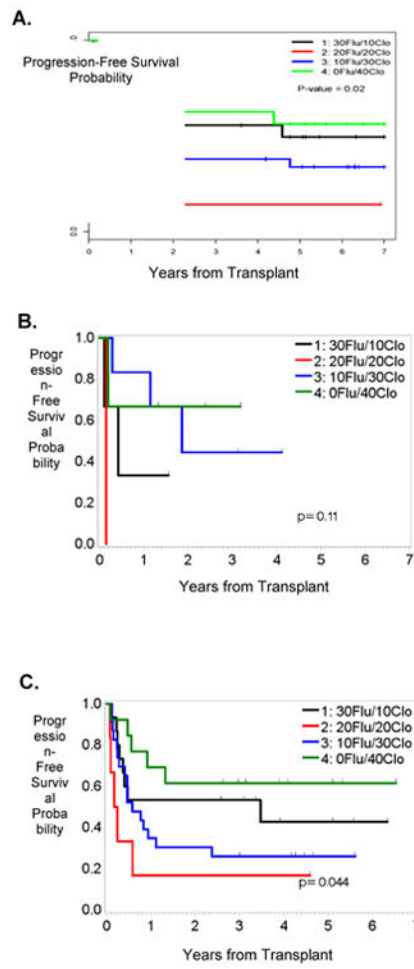 A.
1: 30Flu/10Clo
2: 20Flu/20Clo
3: 10Flu/30Clo
4: 0Flu/40Clo
Progression-Free Survival
Probability
P-value = 0.02
0 1 2 3 4 5 6 7
Years from Transplant
B.
1.0
0.8
0.6
0.4
0.2
0.0
Progre
ssion-
Free
Surviv
al
Proba
bility
1: 30Flu/10Clo
2: 20Flu/20Clo
3: 10Flu/30Clo
4: 0Flu/40Clo
p=0.11
0 1 2 3 4 5 6 7
Years from Transplant
C.
1.0
0.8
0.6
0.4
0.2
0.0
Progr
essio
n-Free
Surviv
al
Proba
bility
1: 30Flu/10Clo
2: 20Flu/20Clo
3: 10Flu/30Clo
4: 0Flu/40Clo
p=0.044
0 1 2 3 4 5 6 7
Years from Transplant